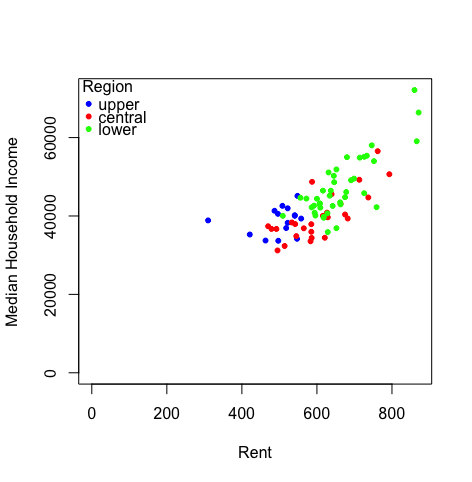 Region
upper
central
lower
Median Household Income
60000
40000
20000
0
0 200 400 600 800
Rent